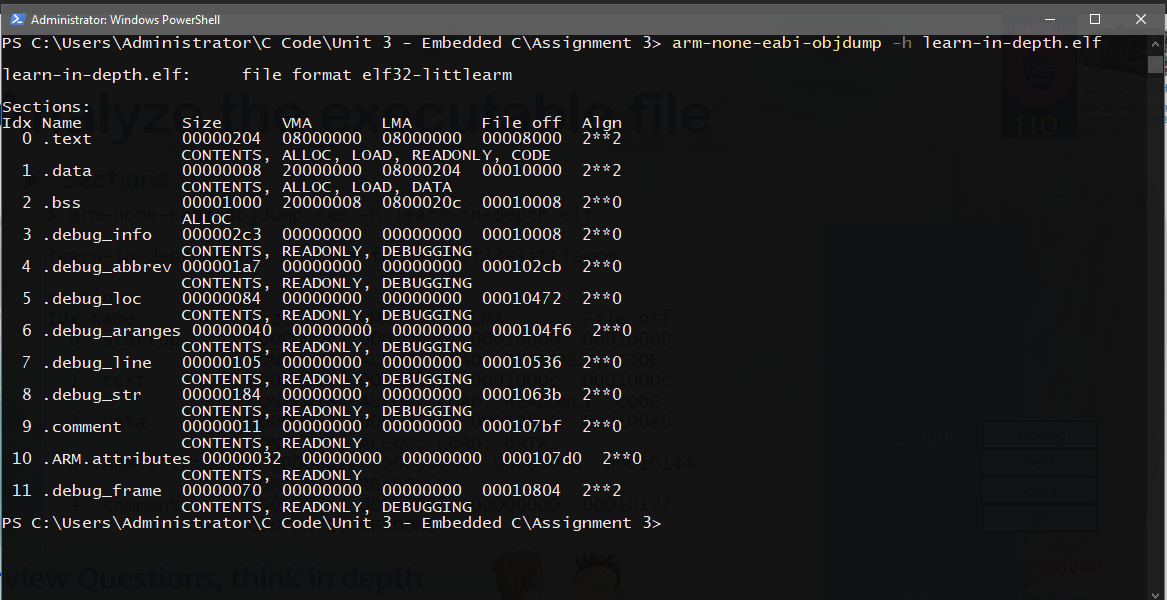 Administrator: Windows PowerShell
PS C:\Users\Administrator\C Code\Unit 3 - Embedded C\Assignment 3> arm-none-eabi-objdump -h learn-in-depth.elf
learn-in-depth.elf:     file format elf32-littlearm
Sections:
Idx Name          Size      VMA       LMA       File off  Algn
  0 .text         00000204  08000000  08000000  00008000  2**2
                  CONTENTS, ALLOC, LOAD, READONLY, CODE
  1 .data         00000008  20000000  08000204  00010000  2**2
                  CONTENTS, ALLOC, LOAD, DATA
  2 .bss          00001000  20000008  0800020c  00010008  2**0
                  ALLOC
  3 .debug_info   000002c3  00000000  00000000  00010008  2**0
                  CONTENTS, READONLY, DEBUGGING
  4 .debug_abbrev 000001a7  00000000  00000000  000102cb  2**0
                  CONTENTS, READONLY, DEBUGGING
  5 .debug_loc    00000084  00000000  00000000  00010472  2**0
                  CONTENTS, READONLY, DEBUGGING
  6 .debug_aranges 00000040  00000000  00000000  000104f6  2**0
                  CONTENTS, READONLY, DEBUGGING
  7 .debug_line   00000105  00000000  00000000  00010536  2**0
                  CONTENTS, READONLY, DEBUGGING
  8 .debug_str    00000184  00000000  00000000  0001063b  2**0
                  CONTENTS, READONLY, DEBUGGING
  9 .comment      00000011  00000000  00000000  000107bf  2**0
                  CONTENTS, READONLY
 10 .ARM.attributes 00000032  00000000  00000000  000107d0  2**0
                  CONTENTS, READONLY
 11 .debug_frame  00000070  00000000  00000000  00010804  2**2
                  CONTENTS, READONLY, DEBUGGING
PS C:\Users\Administrator\C Code\Unit 3 - Embedded C\Assignment 3>